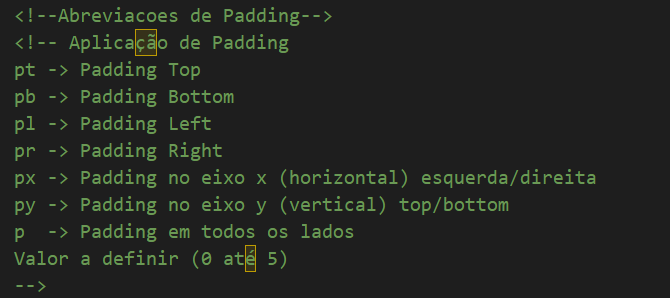 <!--Abreviacoes de Padding-->
<!-- Aplicação de Padding
pt -> Padding Top
pb -> Padding Bottom
pl -> Padding Left
pr -> Padding Right
px -> Padding no eixo x (horizontal) esquerda/direita
py -> Padding no eixo y (vertical) top/bottom
p  -> Padding em todos os lados
Valor a definir (0 até 5)
-->